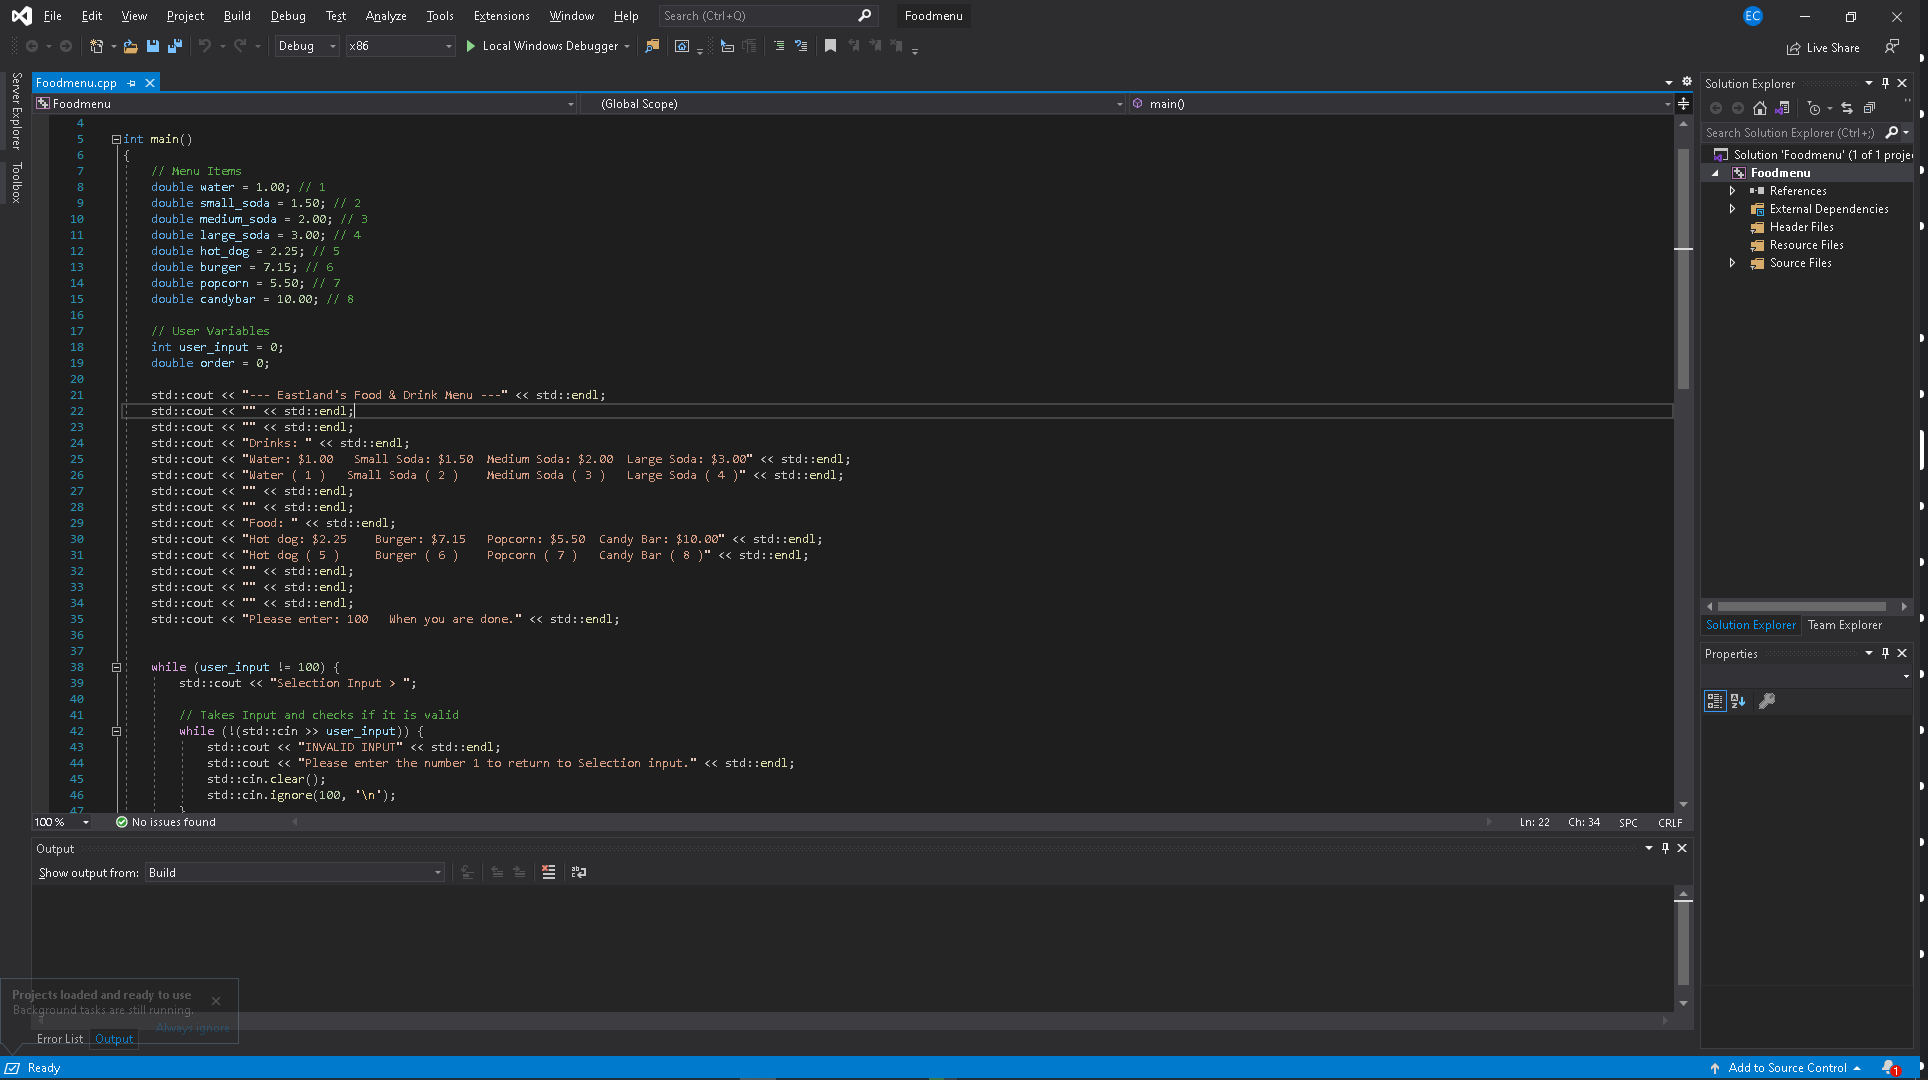 File Edit View Project Build Debug Test Analyze Tools Extensions Window Help Search (Ctrl+Q) Foodmenu EC
Debug x86 Local Windows Debugger Live Share
Server Explorer
Toolbox
Foodmenu.cpp
Foodmenu (Global Scope) main()
4
5 int main()
6 {
7 // Menu Items
8 double water = 1.00; // 1
9 double small_soda = 1.50; // 2
10 double medium_soda = 2.00; // 3
11 double large_soda = 3.00; // 4
12 double hot_dog = 2.25; // 5
13 double burger = 7.15; // 6
14 double popcorn = 5.50; // 7
15 double candybar = 10.00; // 8
16
17 // User Variables
18 int user_input = 0;
19 double order = 0;
20
21 std::cout << "--- Eastland's Food & Drink Menu ---" << std::endl;
22 std::cout << "" << std::endl;
23 std::cout << "" << std::endl;
24 std::cout << "Drinks: " << std::endl;
25 std::cout << "Water: $1.00   Small Soda: $1.50  Medium Soda: $2.00  Large Soda: $3.00" << std::endl;
26 std::cout << "Water ( 1 )   Small Soda ( 2 )    Medium Soda ( 3 )   Large Soda ( 4 )" << std::endl;
27 std::cout << "" << std::endl;
28 std::cout << "" << std::endl;
29 std::cout << "Food: " << std::endl;
30 std::cout << "Hot dog: $2.25    Burger: $7.15   Popcorn: $5.50  Candy Bar: $10.00" << std::endl;
31 std::cout << "Hot dog ( 5 )     Burger ( 6 )    Popcorn ( 7 )   Candy Bar ( 8 )" << std::endl;
32 std::cout << "" << std::endl;
33 std::cout << "" << std::endl;
34 std::cout << "" << std::endl;
35 std::cout << "Please enter: 100   When you are done." << std::endl;
36
37
38 while (user_input != 100) {
39 std::cout << "Selection Input > ";
40
41 // Takes Input and checks if it is valid
42 while (!(std::cin >> user_input)) {
43 std::cout << "INVALID INPUT" << std::endl;
44 std::cout << "Please enter the number 1 to return to Selection input." << std::endl;
45 std::cin.clear();
46 std::cin.ignore(100, '\n');
47 }
100 % No issues found Ln: 22 Ch: 34 SPC CRLF
Output
Show output from: Build
Projects loaded and ready to use
Background tasks are still running.
Always ignore
Error List Output
Ready Add to Source Control 1
Solution Explorer
Search Solution Explorer (Ctrl+;)
Solution 'Foodmenu' (1 of 1 proje
Foodmenu
References
External Dependencies
Header Files
Resource Files
Source Files
Solution Explorer Team Explorer
Properties